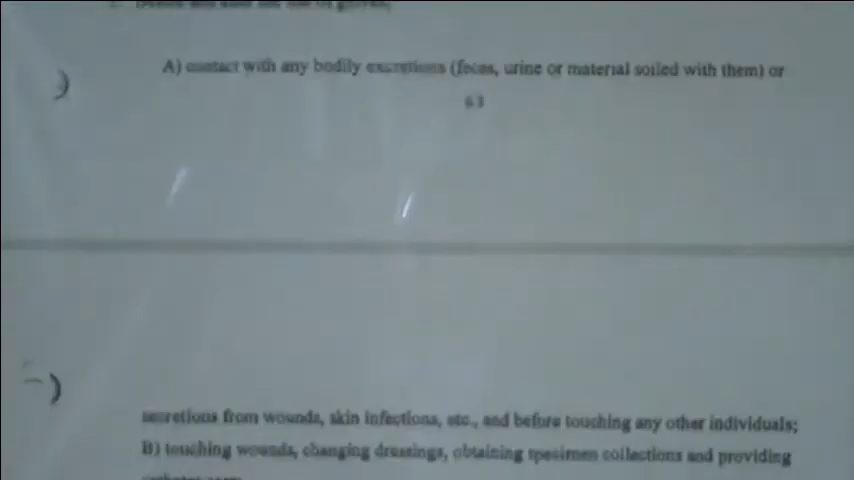 A) contact with any bodily excretions (feces, urine or material soiled with them) or
63
secretions from wounds, skin infections, etc., and before touching any other individuals;
B) touching wounds, changing dressings, obtaining specimen collections and providing